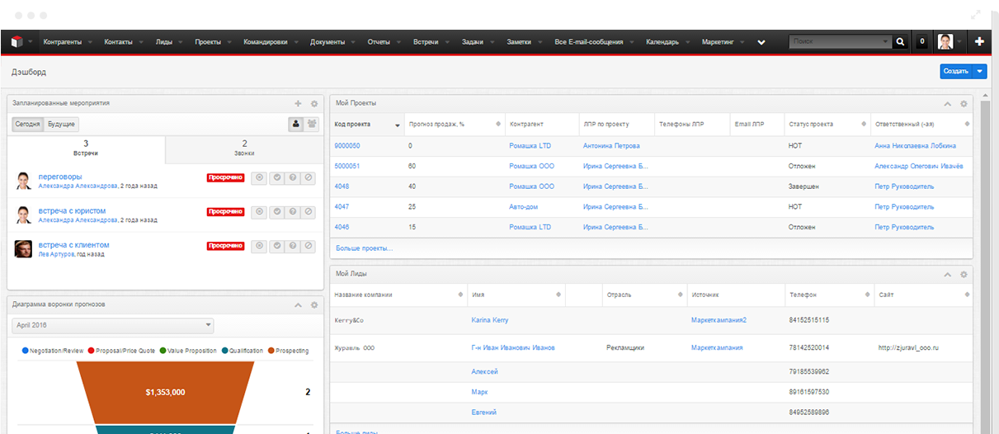 Контрагенты Контакты Лиды Проекты Командировки Документы Отчеты Встречи Задачи Заметки Все E-mail-сообщения Календарь Маркетинг Поиск 0
Дэшборд Создать
Запланированные мероприятия
Сегодня Будущие
3 2
Встречи Звонки
переговоры Просрочно
Александра Александрова, 2 года назад
встреча с юристом Просрочно
Александра Александрова, 2 года назад
встреча с клиентом Просрочно
Лев Артуров, год назад
Диаграмма воронки прогнозов
April 2016
Negotiation/Review Proposal/Price Quote Value Proposition Qualification Prospecting
$1,353,000 2
Мой Проекты
Код проекта Прогноз продаж, % Контрагент ЛПР по проекту Телефоны ЛПР Email ЛПР Статус проекта Ответственный (-ая)
9000050 0 Ромашка LTD Антонина Петрова HOT Анна Николаевна Лобкина
5000051 60 Ромашка ООО Ирина Сергеевна Б... Отложен Александр Олегович Ивачёв
4048 40 Ромашка ООО Ирина Сергеевна Б... Завершен Петр Руководитель
4047 25 Авто-дом Ирина Сергеевна Б... HOT Петр Руководитель
4046 15 Ромашка LTD Ирина Сергеевна Б... Отложен Петр Руководитель
Больше проекты...
Мой Лиды
Название компании Имя Отрасль Источник Телефон Сайт
Kerry&Co Karina Kerry Маркеткампания2 84152515115
Журавль ООО Г-н Иван Иванович Иванов Рекламщики Маркеткампания 78142520014 http://zjuravl_ooo.ru
Алексей 79185539962
Марк 89161597530
Евгений 84952589896
Больше лиды...